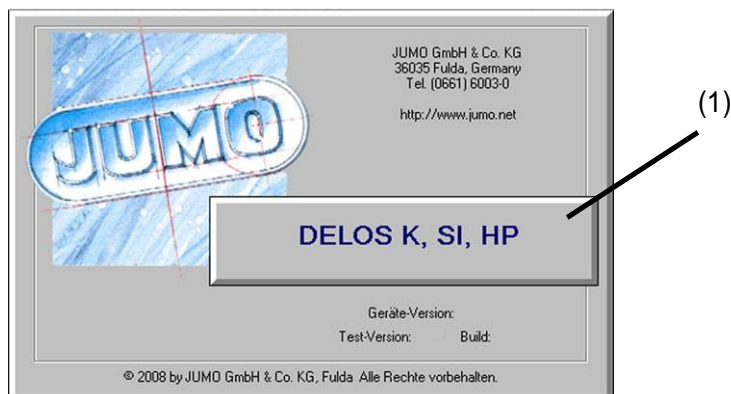 JUMO
JUMO GmbH & Co. KG
36035 Fulda, Germany
Tel. (0661) 6003-0
http://www.jumo.net
(1)
DELOS K, SI, HP
Geräte-Version:
Test-Version: Build:
© 2008 by JUMO GmbH & Co. KG, Fulda Alle Rechte vorbehalten.